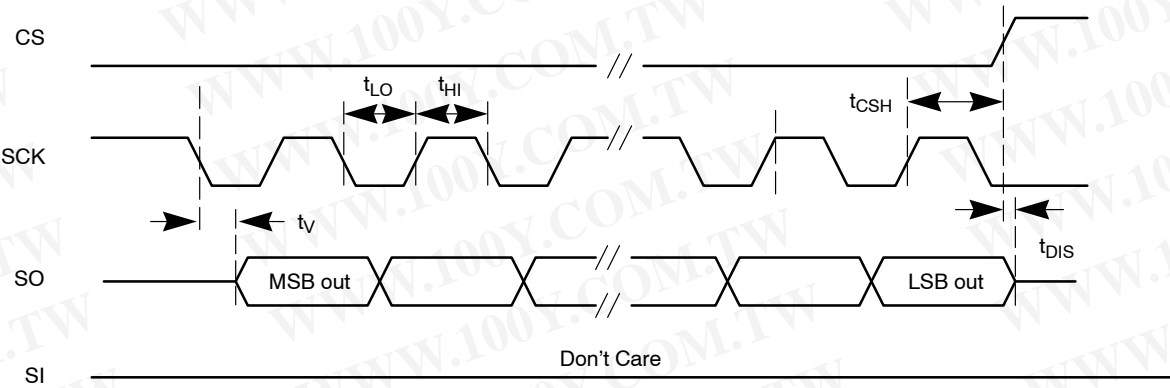 CS
tLO
tHI
tCSH
SCK
tV
tDIS
SO
MSB out
LSB out
Don't Care
SI
WWW.100Y.COM.TW